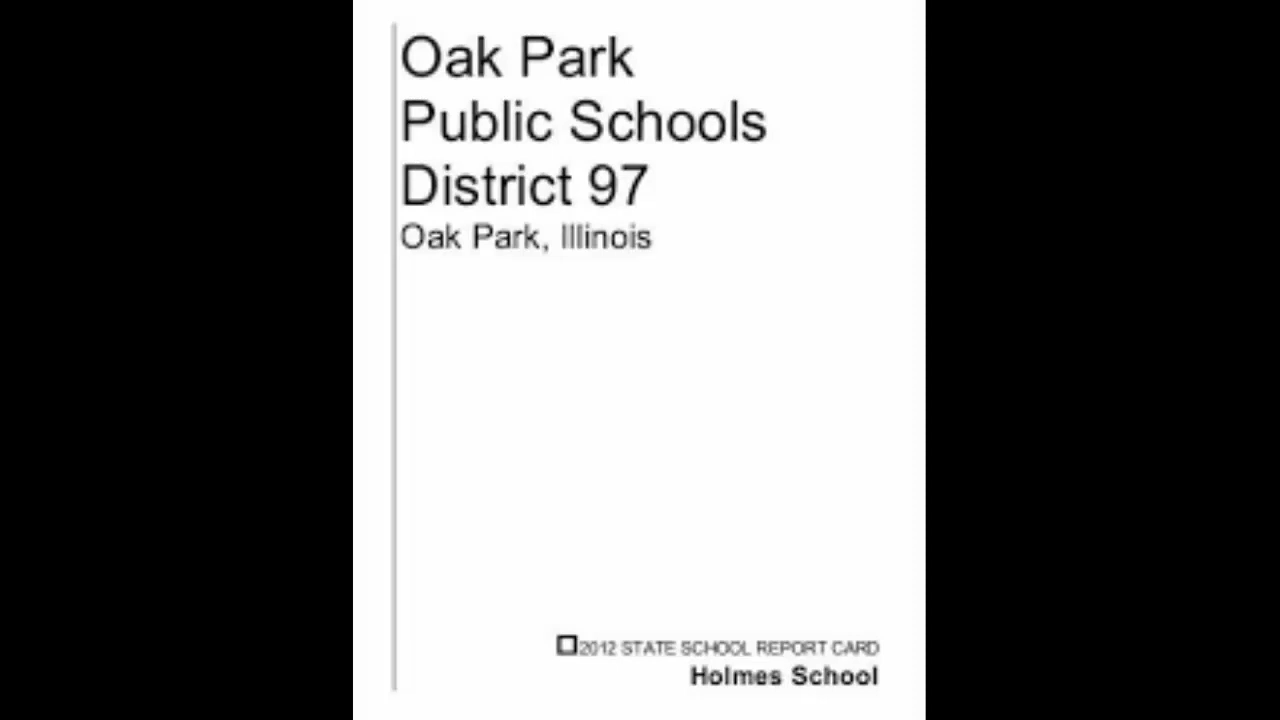 Oak Park
Public Schools
District 97
Oak Park, Illinois
2012 STATE SCHOOL REPORT CARD
Holmes School